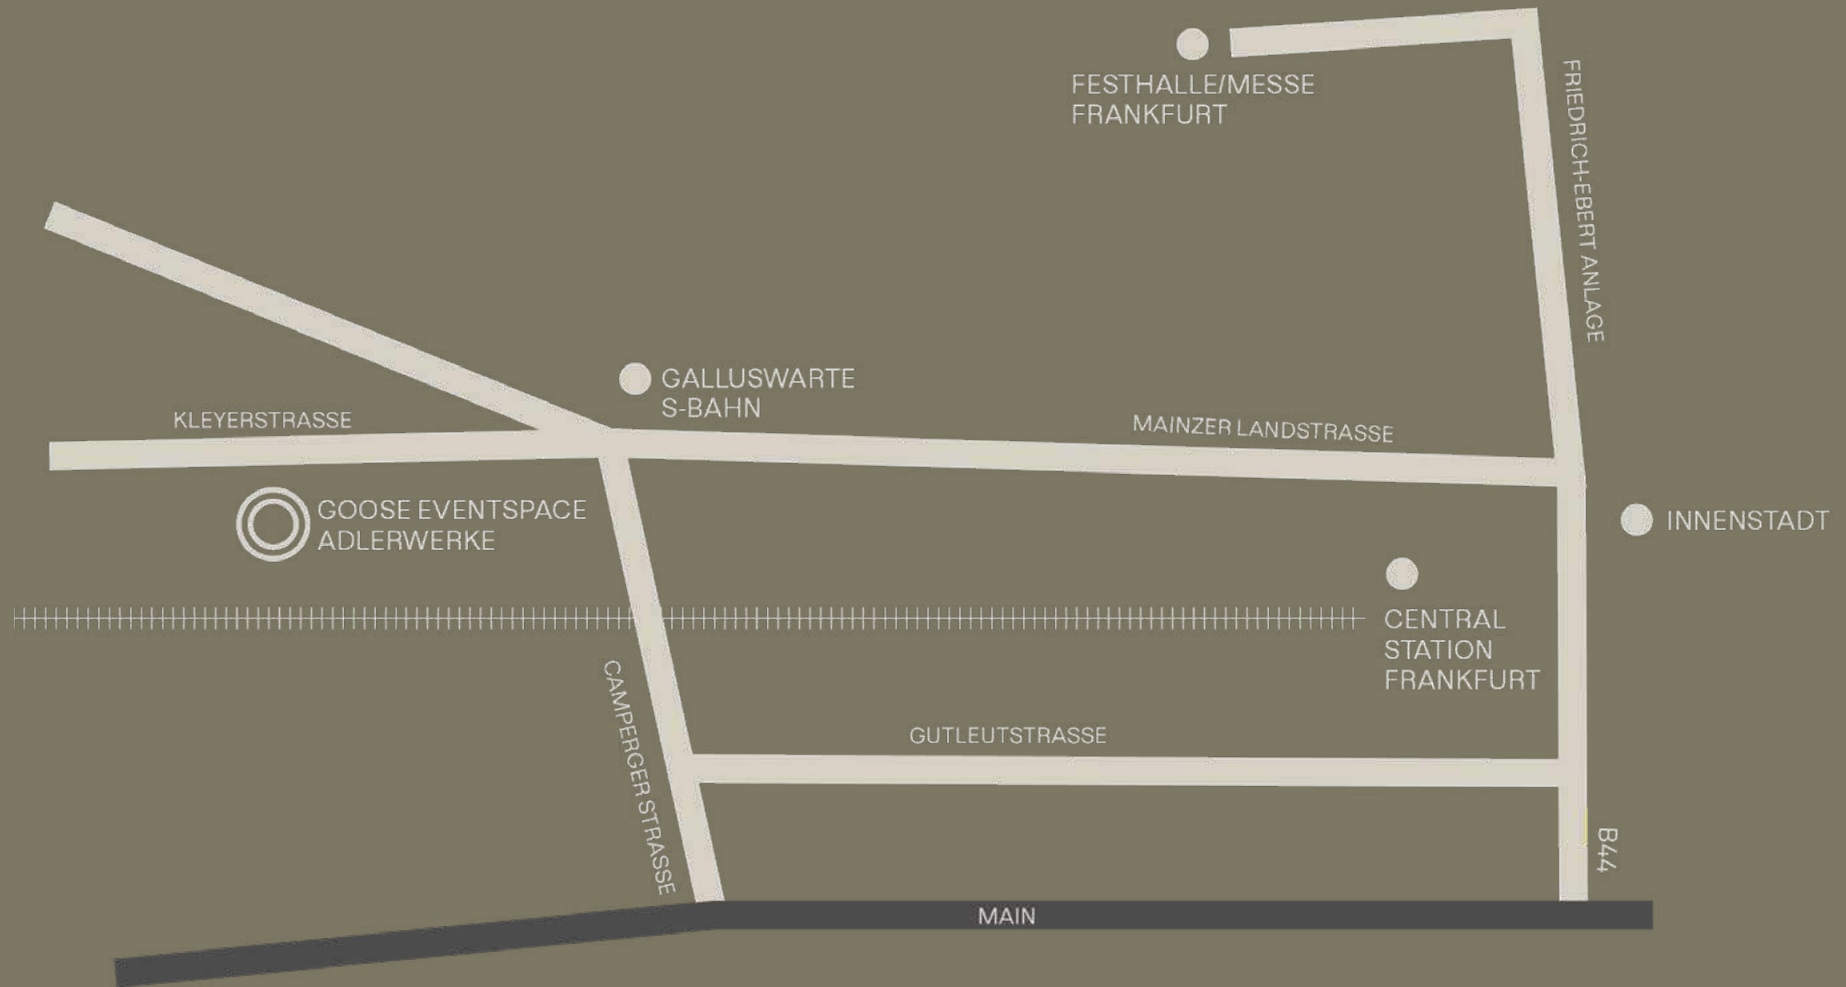 FESTHALLE/MESSE
FRANKFURT
FRIEDRICH-EBERT ANLAGE
GALLUSWARTE
S-BAHN
KLEYERSTRASSE
MAINZER LANDSTRASSE
GOOSE EVENTSPACE
ADLERWERKE
INNENSTADT
CENTRAL
STATION
FRANKFURT
CAMPERGER STRASSE
GUTLEUTSTRASSE
B44
MAIN